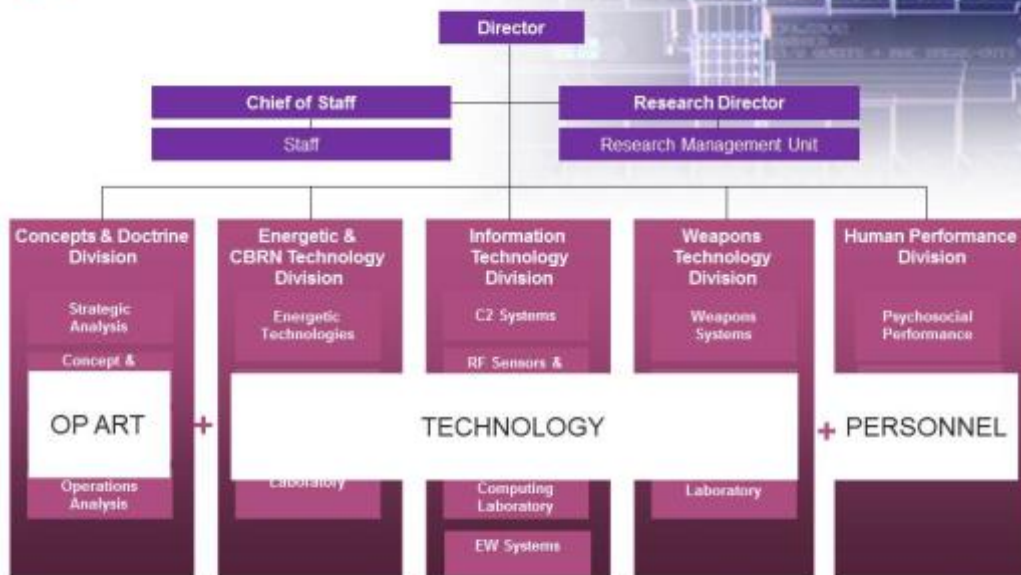 Director
Chief of Staff
Research Director
Staff
Research Management Unit
Concepts & Doctrine
Division
Energetic &
CBRN Technology
Division
Information
Technology
Division
Weapons
Technology
Division
Human Performance
Division
Strategic
Analysis
Energetic
Technologies
C2 Systems
Weapons
Systems
Psychosocial
Performance
Concept &
RF Sensors &
OP ART
+
TECHNOLOGY
+
PERSONNEL
Operations
Analysis
Laboratory
Computing
Laboratory
Laboratory
EW Systems